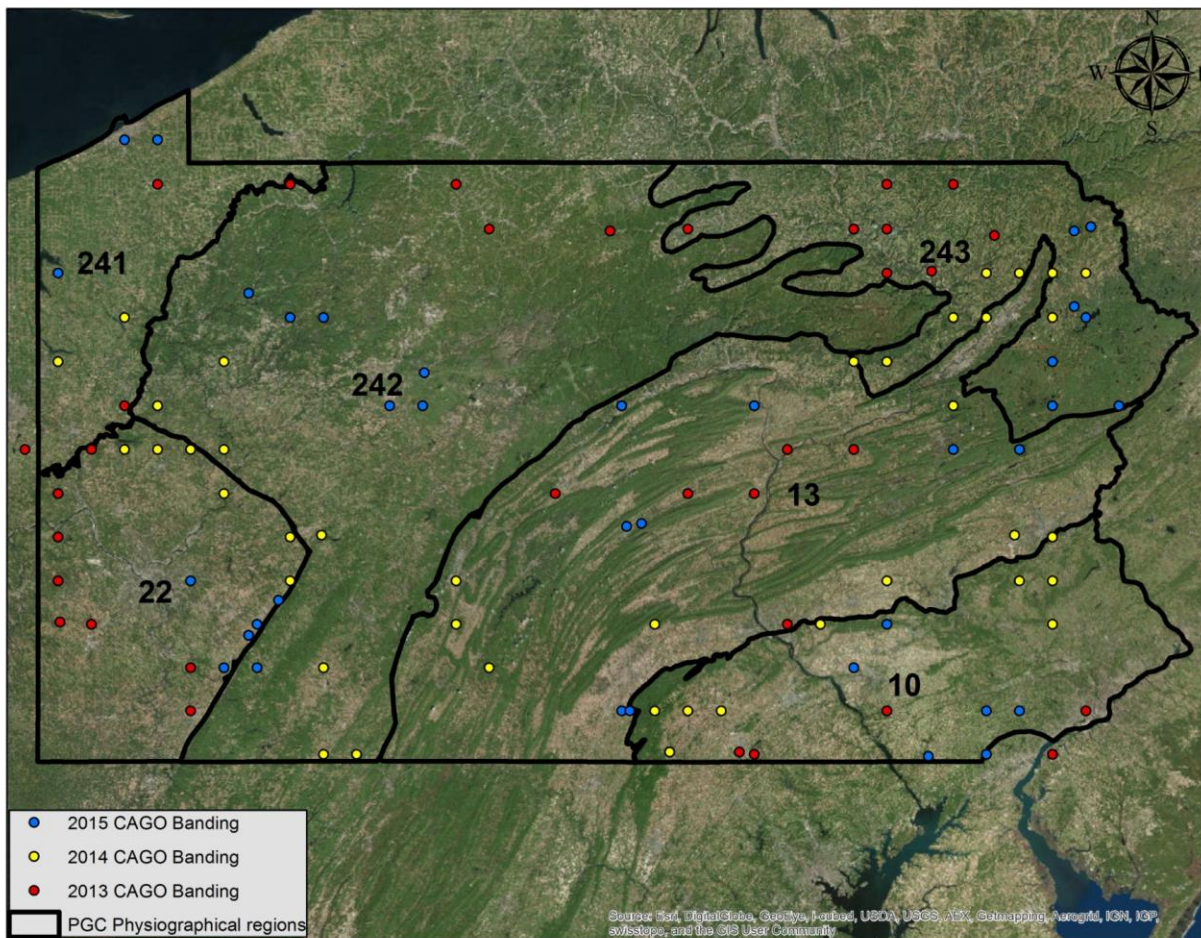 N
W
S
241
243
242
13
22
10
2015 CAGO Banding
2014 CAGO Banding
2013 CAGO Banding
PGC Physiographical regions
Source: Esri, DigitalGlobe, GeoEye, i-cubed, USDA, USGS, AEX, Getmapping, Aerogrid, IGN, IGP,
swisstopo, and the GIS User Community